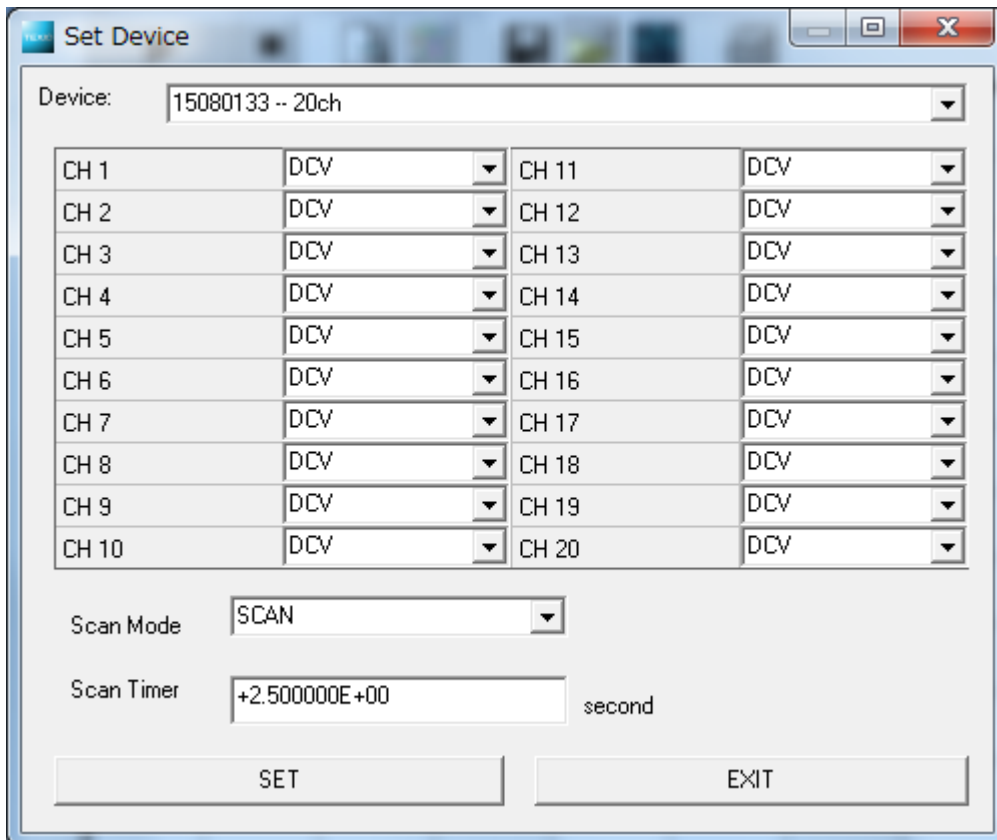 Set Device
Device: 15080133 -- 20ch
CH 1 DCV CH 11 DCV
CH 2 DCV CH 12 DCV
CH 3 DCV CH 13 DCV
CH 4 DCV CH 14 DCV
CH 5 DCV CH 15 DCV
CH 6 DCV CH 16 DCV
CH 7 DCV CH 17 DCV
CH 8 DCV CH 18 DCV
CH 9 DCV CH 19 DCV
CH 10 DCV CH 20 DCV
Scan Mode SCAN
Scan Timer +2.500000E+00 second
SET EXIT